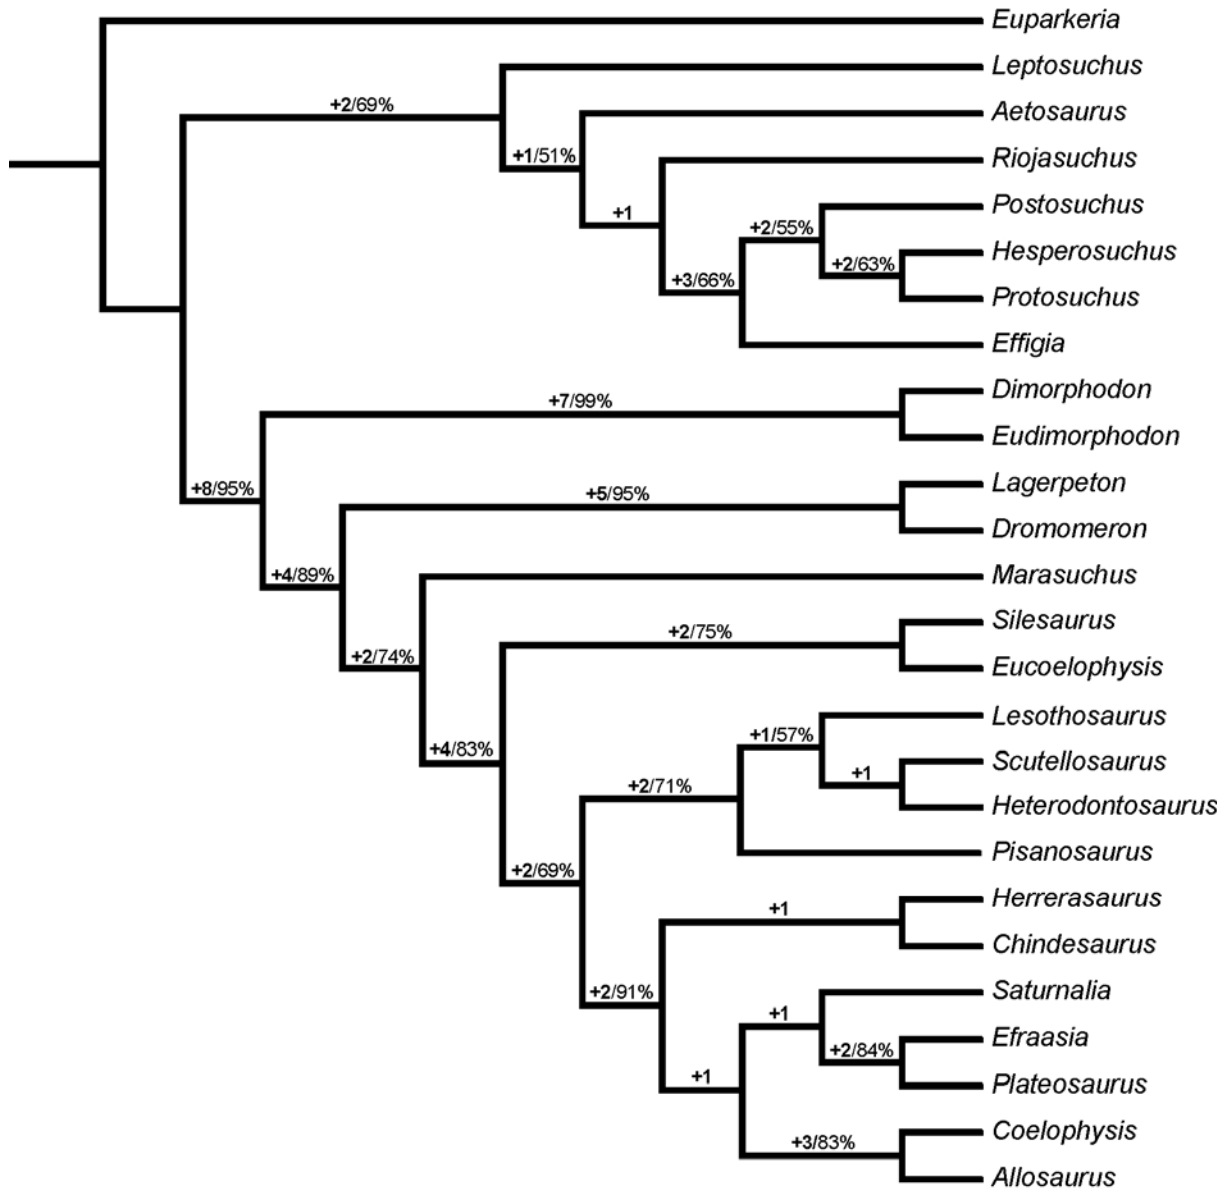 Euparkeria
Leptosuchus
+2/69%
Aetosaurus
+1/51%
Riojasuchus
Postosuchus
+1
+2/55%
Hesperosuchus
+2/63%
+3/66%
Protosuchus
Effigia
Dimorphodon
+7/99%
Eudimorphodon
Lagerpeton
+8/95%
+5/95%
Dromomeron
Marasuchus
+4/89%
Silesaurus
+2/75%
+2/74%
Eucoelophysis
Lesothosaurus
+1/57%
+4/83%
Scutellosaurus
+1
+2/71%
Heterodontosaurus
Pisanosaurus
+2/69%
Herrerasaurus
+1
Chindesaurus
+2/91%
Saturnalia
+1
Efraasia
+2/84%
+1
Plateosaurus
Coelophysis
+3/83%
Allosaurus